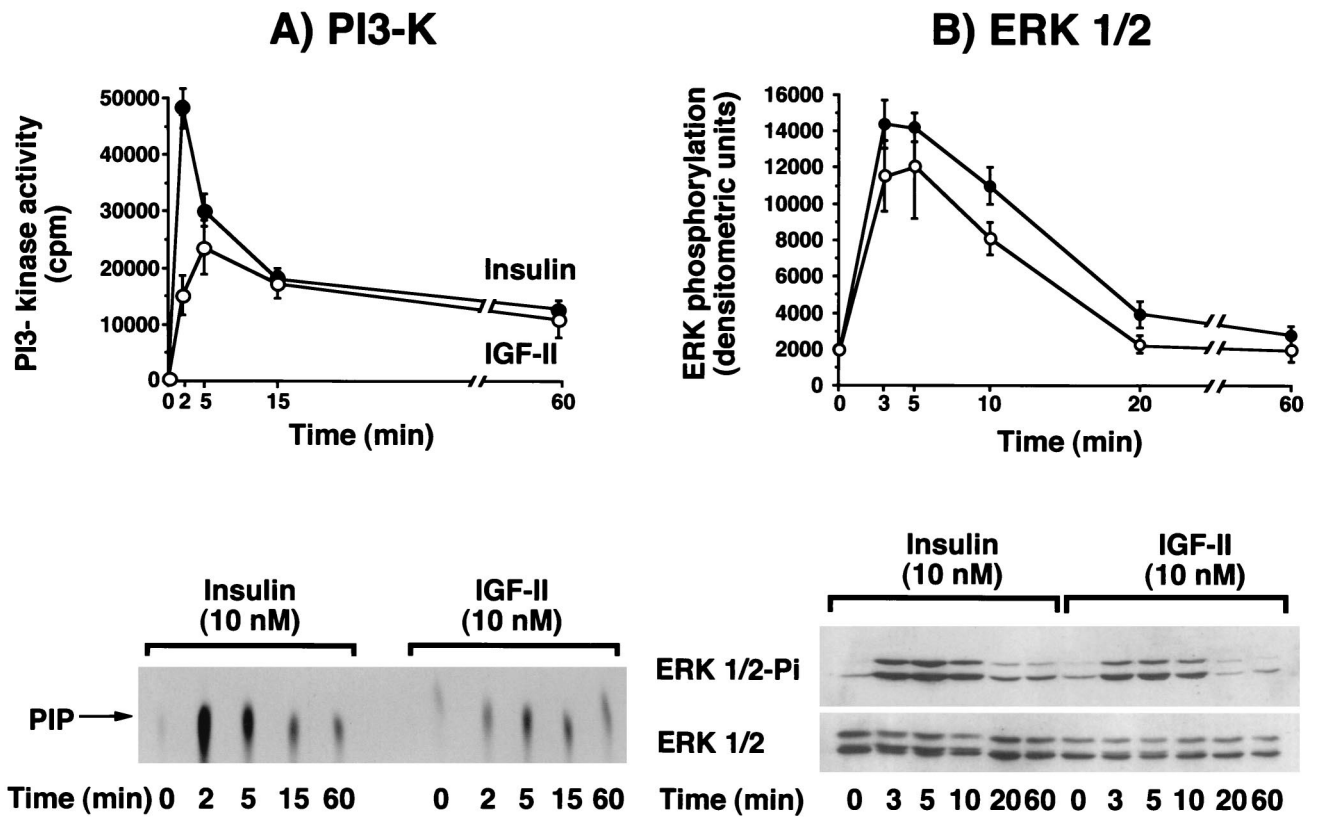 A) PI3-K
PI3- kinase activity
(cpm)
50000
40000
30000
20000
10000
0
0 2 5 15 60
Time (min)
Insulin
IGF-II
B) ERK 1/2
ERK phosphorylation
(densitometric units)
16000
14000
12000
10000
8000
6000
4000
2000
0
0 3 5 10 20 60
Time (min)
Insulin
(10 nM)
IGF-II
(10 nM)
PIP
Time (min) 0 2 5 15 60 0 2 5 15 60
Insulin
(10 nM)
IGF-II
(10 nM)
ERK 1/2-Pi
ERK 1/2
Time (min) 0 3 5 10 20 60 0 3 5 10 20 60